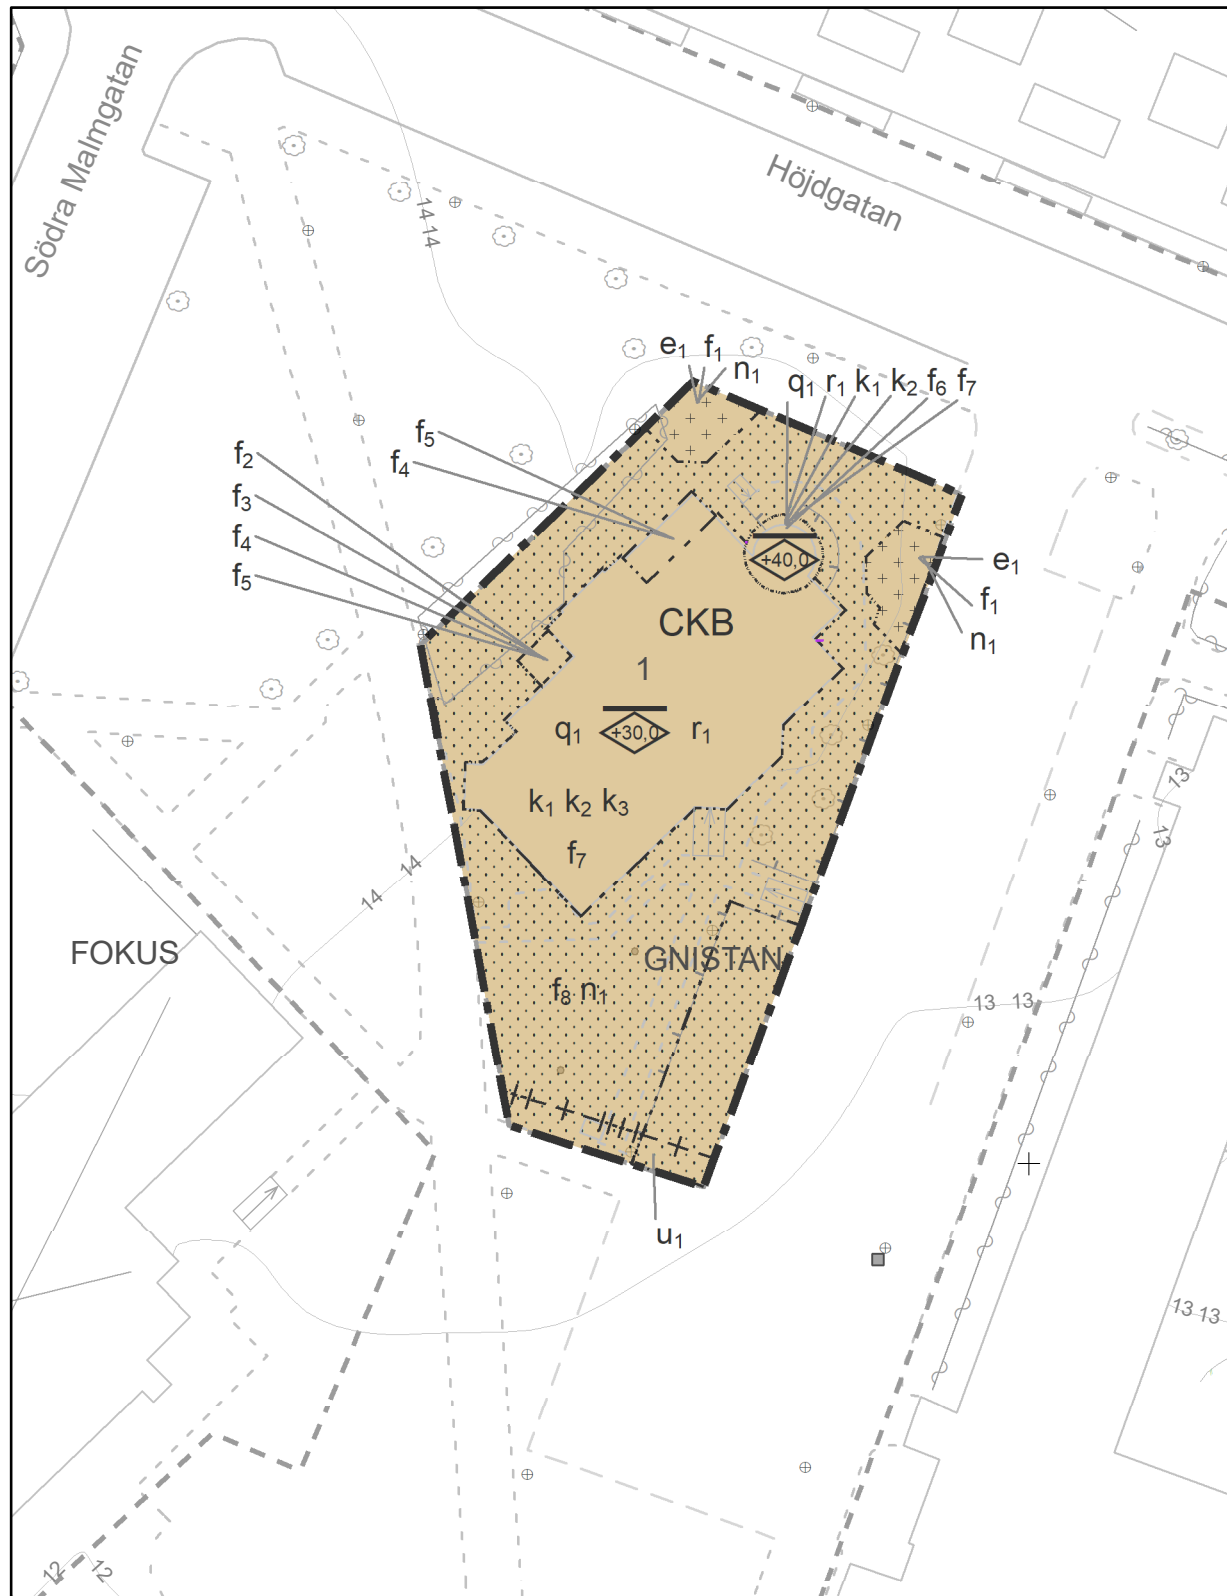 Södra Malmgatan
Höjdgatan
14 14
e₁ f₁
n₁
q₁ r₁ k₁ k₂ f₆ f₇
f₅
f₄
f₂
f₃
f₄
f₅
+40,0
e₁
f₁
n₁
CKB
1
q₁ +30,0 r₁
k₁ k₂ k₃
f₇
13
13
14
14
FOKUS
GNISTAN
f₈ n₁
13 13
u₁
13 13
12
12